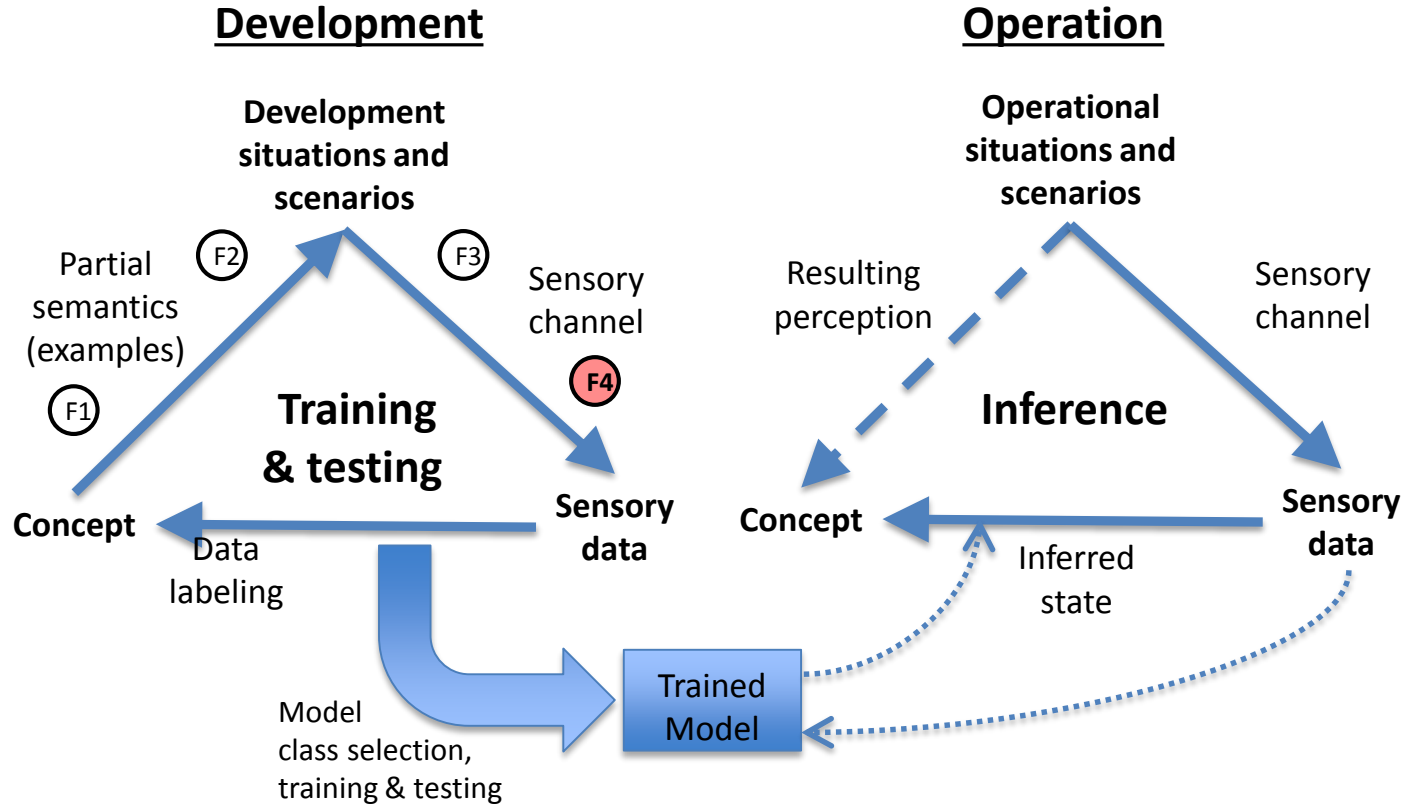 Development
Operation
Development
situations and
scenarios
Operational
situations and
scenarios
F2
F3
Partial
semantics
(examples)
Sensory
channel
Resulting
perception
Sensory
channel
F1
F4
Training
& testing
Inference
Concept
Sensory
data
Concept
Sensory
data
Data
labeling
Inferred
state
Trained
Model
Model
class selection,
training & testing